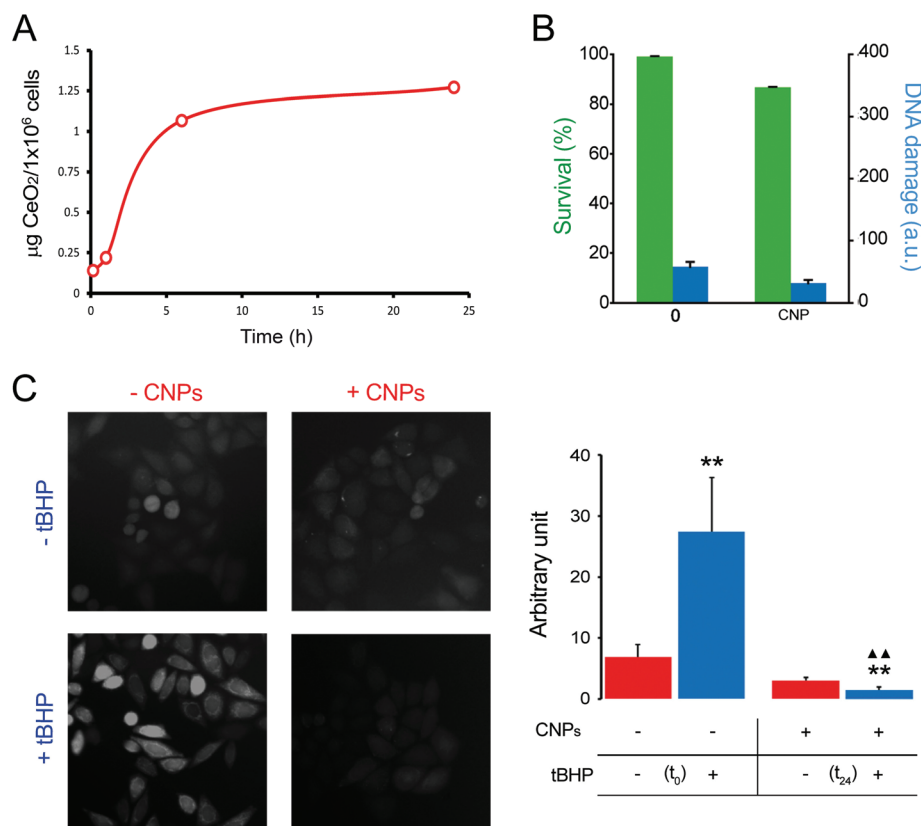 A
μg CeO2/1x10⁶ cells
1.5
1.25
1
0.75
0.5
0.25
0
0 5 10 15 20 25
Time (h)
B
Survival (%)
100
80
60
40
20
0
400
:300
:200
100
0
DNA damage (a.u.)
0 CNP
C
- CNPs + CNPs
- tBHP
+ tBHP
Arbitrary unit
40
30
20
10
0
**
▲▲
**
CNPs - - + +
tBHP - (t0) + - (t24) +